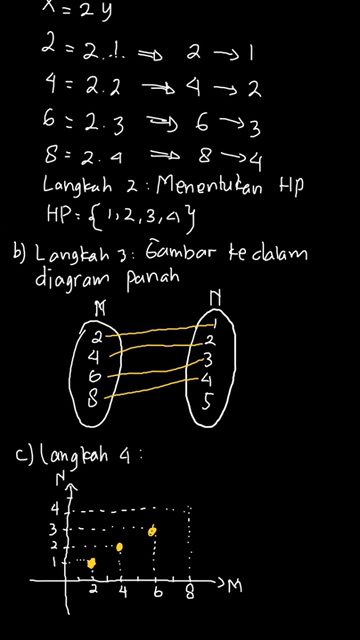 x = 2 y
2 = 2.1 ⇒ 2 → 1
4 = 2.2 ⇒ 4 → 2
6 = 2.3 ⇒ 6 → 3
8 = 2.4 ⇒ 8 → 4
Langkah 2 : Menentukan HP
HP = {1, 2, 3, 4}
b) Langkah 3 : Gambar ke dalam
diagram panah
M N
2 1
4 2
6 3
8 4
5
c) langkah 4 :
N
4
3
2
1
2 4 6 8 M